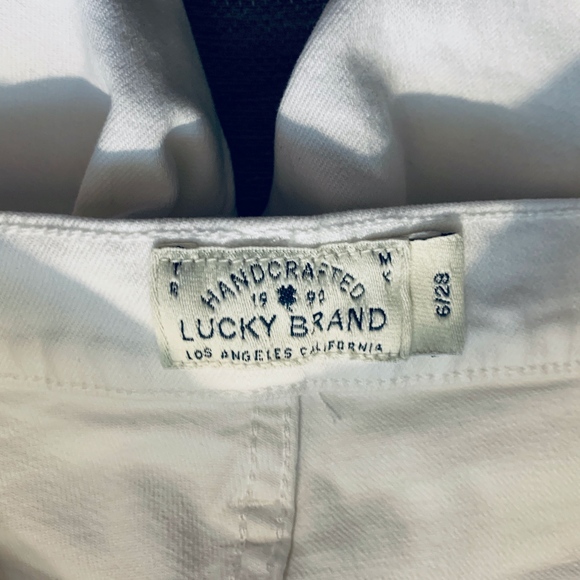 T B
M K
HANDCRAFTED
19 90
LUCKY BRAND
LOS ANGELES CALIFORNIA
6/28